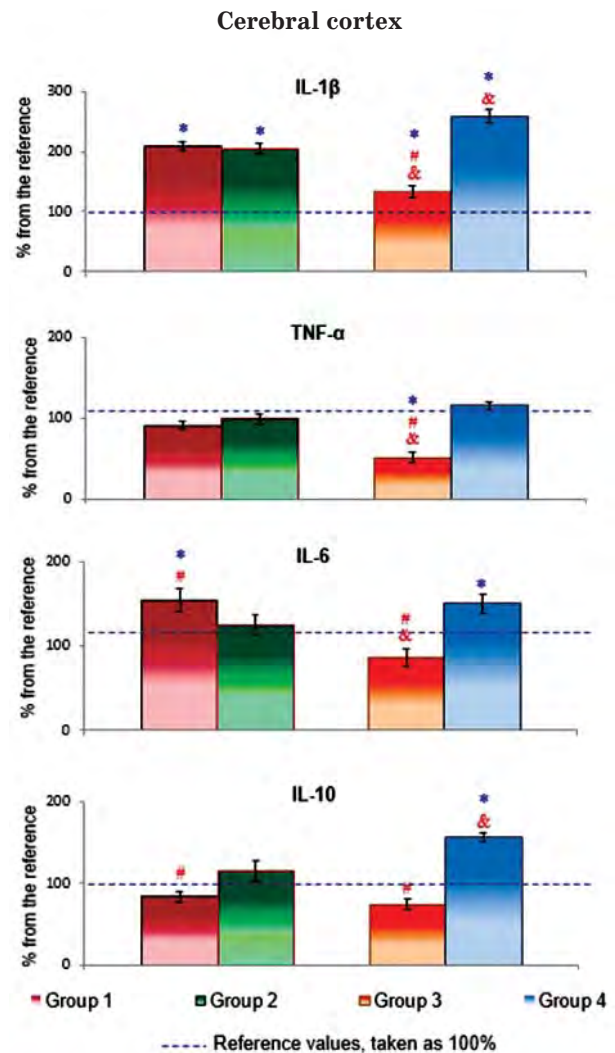 Cerebral cortex
IL-1β
% from the reference
300
200
100
0
*
*
*
#
&
*
&
TNF-α
% from the reference
200
100
0
*
#
&
IL-6
% from the reference
200
100
0
*
#
#
&
*
IL-10
% from the reference
200
100
0
#
#
*
&
Group 1 Group 2 Group 3 Group 4
Reference values, taken as 100%